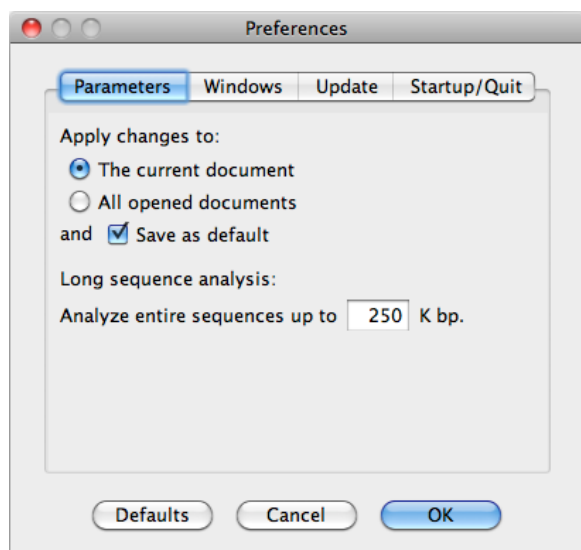 Preferences
Parameters Windows Update Startup/Quit
Apply changes to:
The current document
All opened documents
and Save as default
Long sequence analysis:
Analyze entire sequences up to 250 K bp.
Defaults Cancel OK